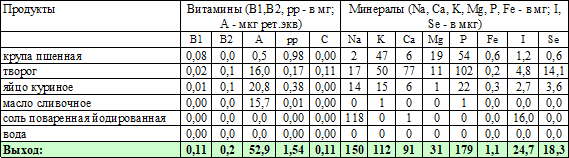 Продукты Витамины (B1,B2, pp - в мг; Минералы (Na, Ca, K, Mg, P, Fe - в мг; I,
А - мкг рет.экв) Se - в мкг)
B1 B2 A pp C Na K Ca Mg P Fe I Se
крупа пшенная 0,08 0,0 0,5 0,98 0,00 2 47 6 19 54 0,6 1,2 0,6
творог 0,02 0,1 16,0 0,17 0,11 17 50 77 11 102 0,2 4,8 14,1
яйцо куриное 0,01 0,1 20,8 0,38 0,00 14 15 6 1 22 0,3 2,7 3,6
масло сливочное 0,00 0,0 15,7 0,01 0,00 0 1 0 0 1 0,0 0,0 0,0
соль поваренная йодированная 0,00 0,0 0,0 0,00 0,00 118 0 1 0 0 0,0 16,0 0,0
вода 0,00 0,0 0,0 0,00 0,00 0 0 0 0 0 0,0 0,0 0,0
Выход: 0,11 0,2 52,9 1,54 0,11 150 112 91 31 179 1,1 24,7 18,3